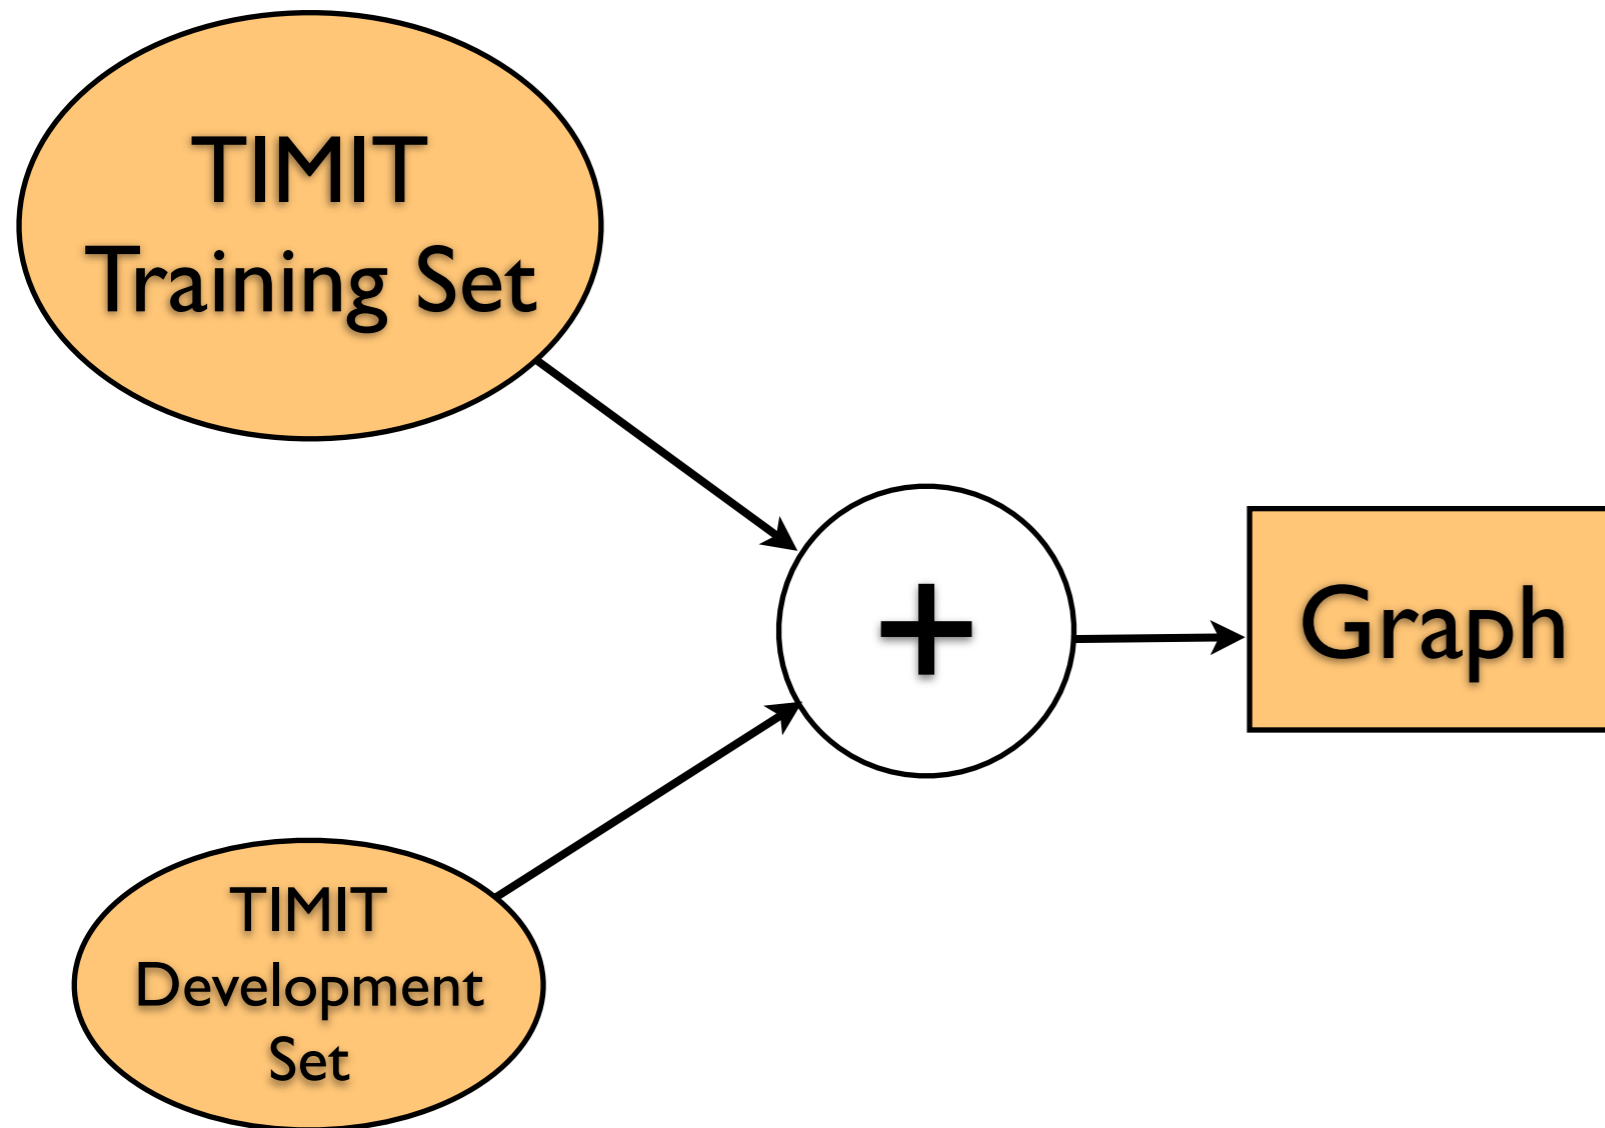 TIMIT
Training Set
+
Graph
TIMIT
Development
Set